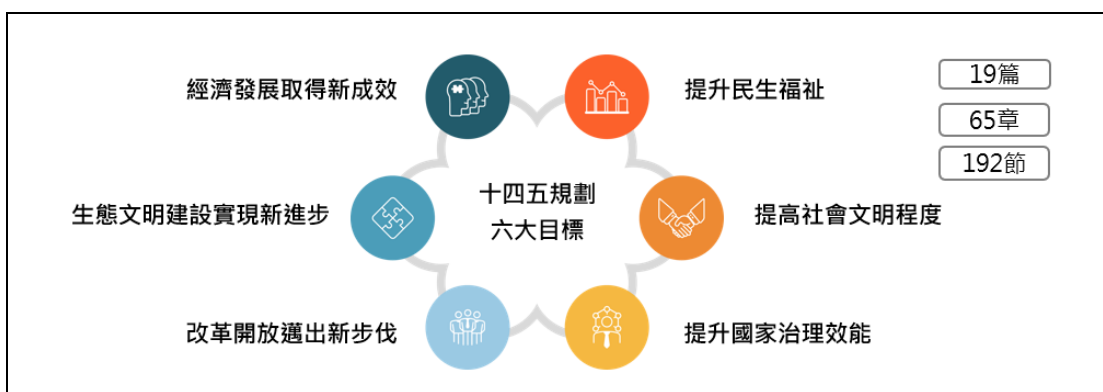 經濟發展取得新成效
提升民生福祉
19篇
65章
192節
十四五規劃
六大目標
生態文明建設實現新進步
提高社會文明程度
改革開放邁出新步伐
提升國家治理效能